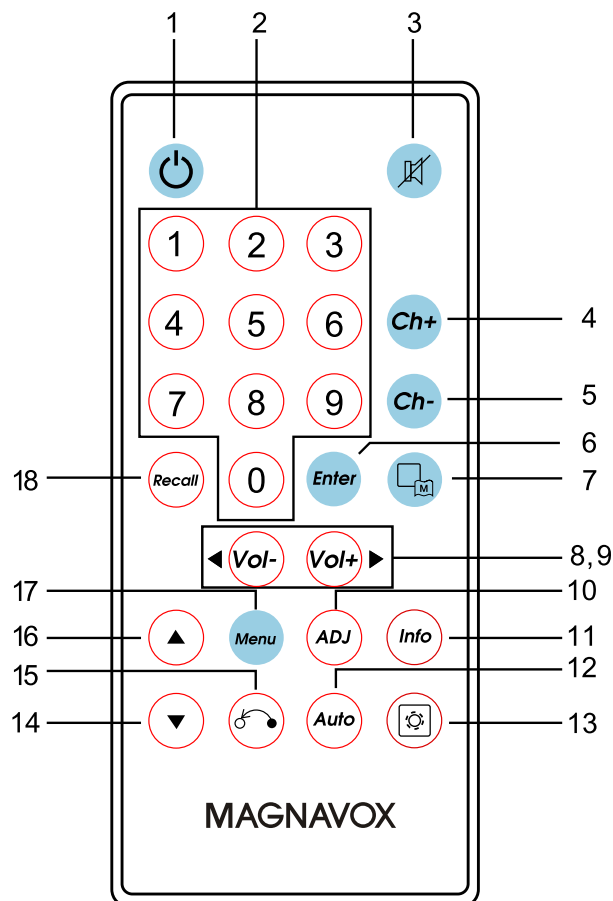 1 2 3
1 2 3
4 5 6 Ch+ 4
7 8 9 Ch- 5
6
18 Recall 0 Enter M 7
Vol- Vol+ 8,9
17 10
16 Menu ADJ Info 11
15 12
14 Auto 13
MAGNAVOX